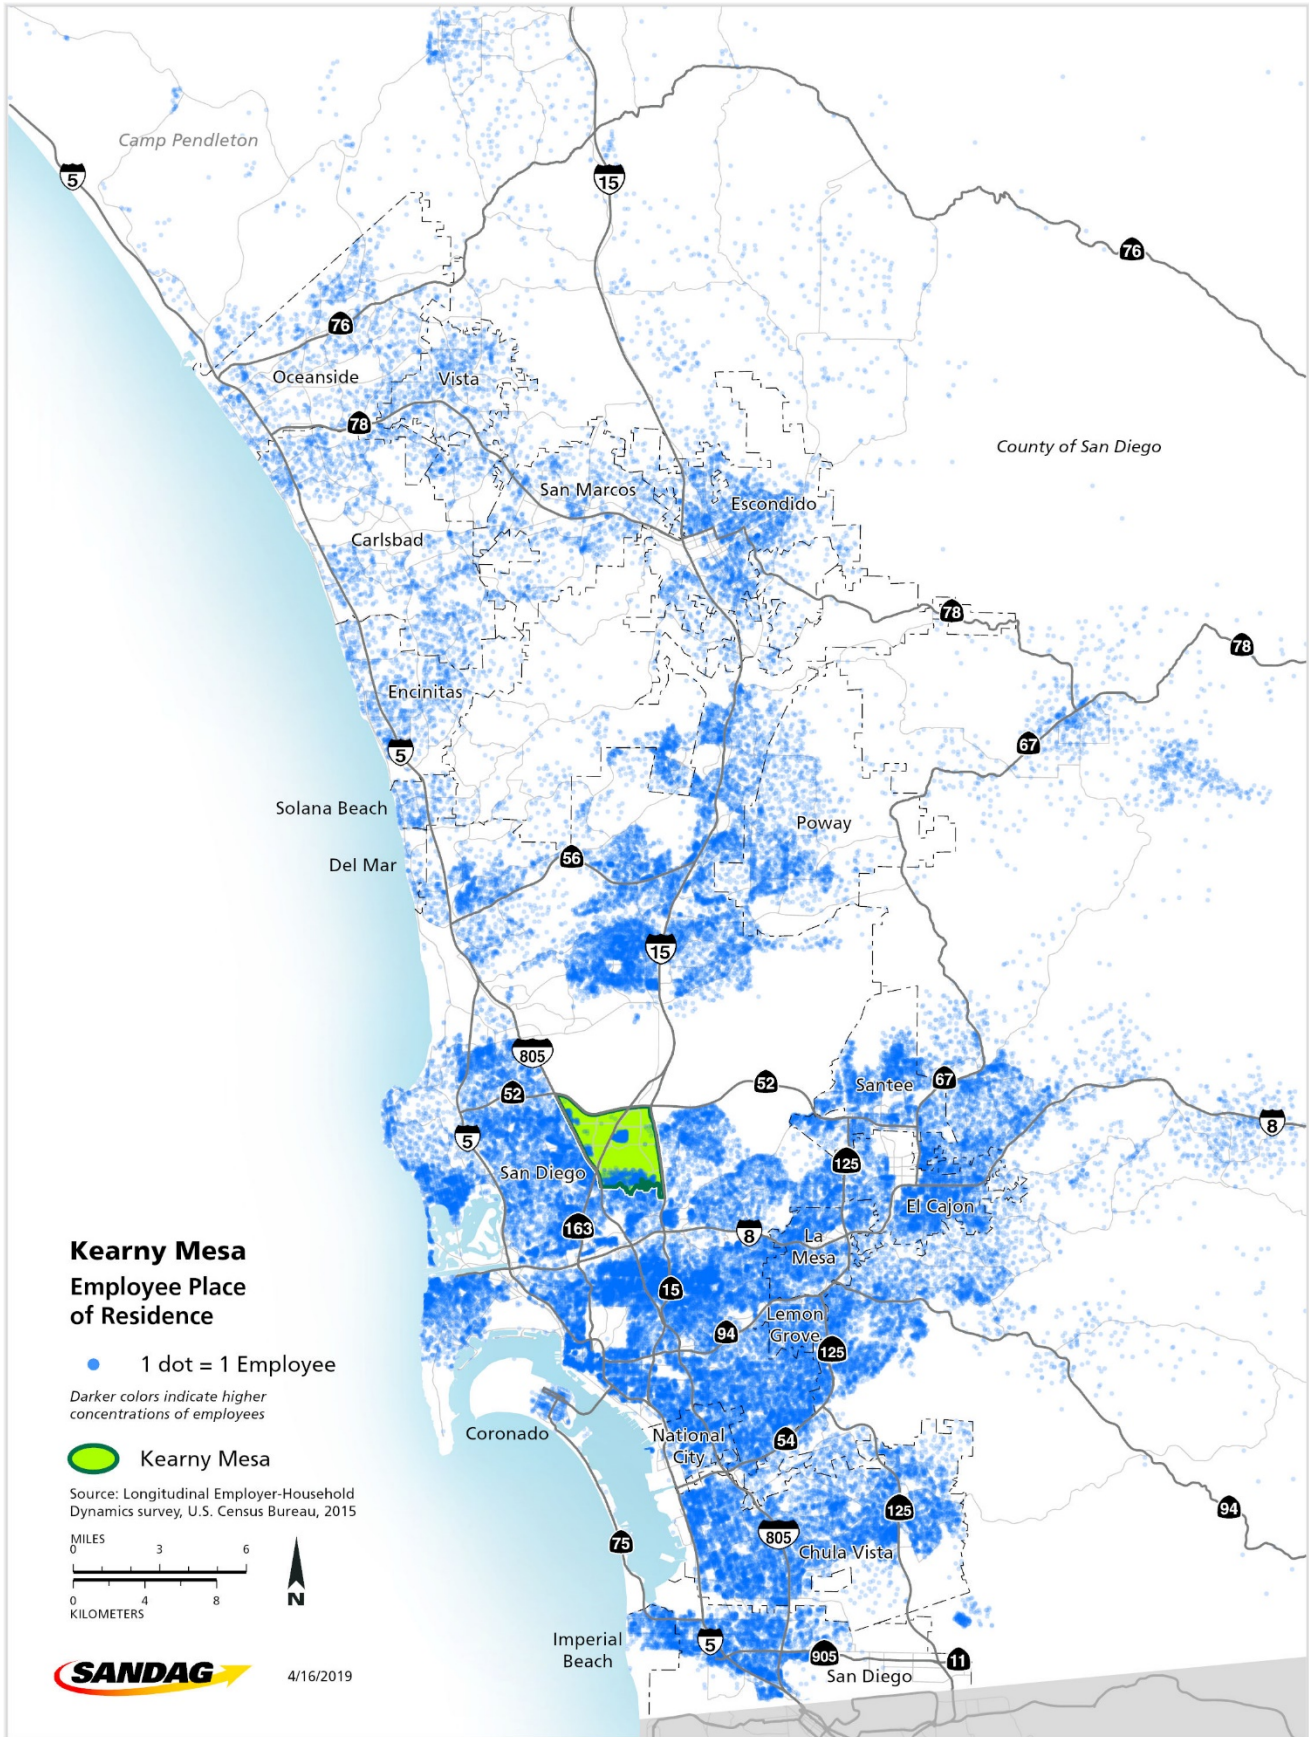 Camp Pendleton
5
15
76
76
Oceanside
Vista
78
County of San Diego
San Marcos
Escondido
Carlsbad
78
78
Encinitas
67
5
Solana Beach
Poway
56
Del Mar
15
805
52
52
Santee
67
8
5
125
San Diego
El Cajon
163
8
La
Mesa
15
Lemon
Grove
94
125
Coronado
National
City
54
125
94
805
75
Chula Vista
Imperial
Beach
5
905
11
San Diego
Kearny Mesa
Employee Place
of Residence
1 dot = 1 Employee
Darker colors indicate higher
concentrations of employees
Kearny Mesa
Source: Longitudinal Employer-Household
Dynamics survey, U.S. Census Bureau, 2015
MILES
0 3 6
0 4 8
KILOMETERS
N
SANDAG
4/16/2019